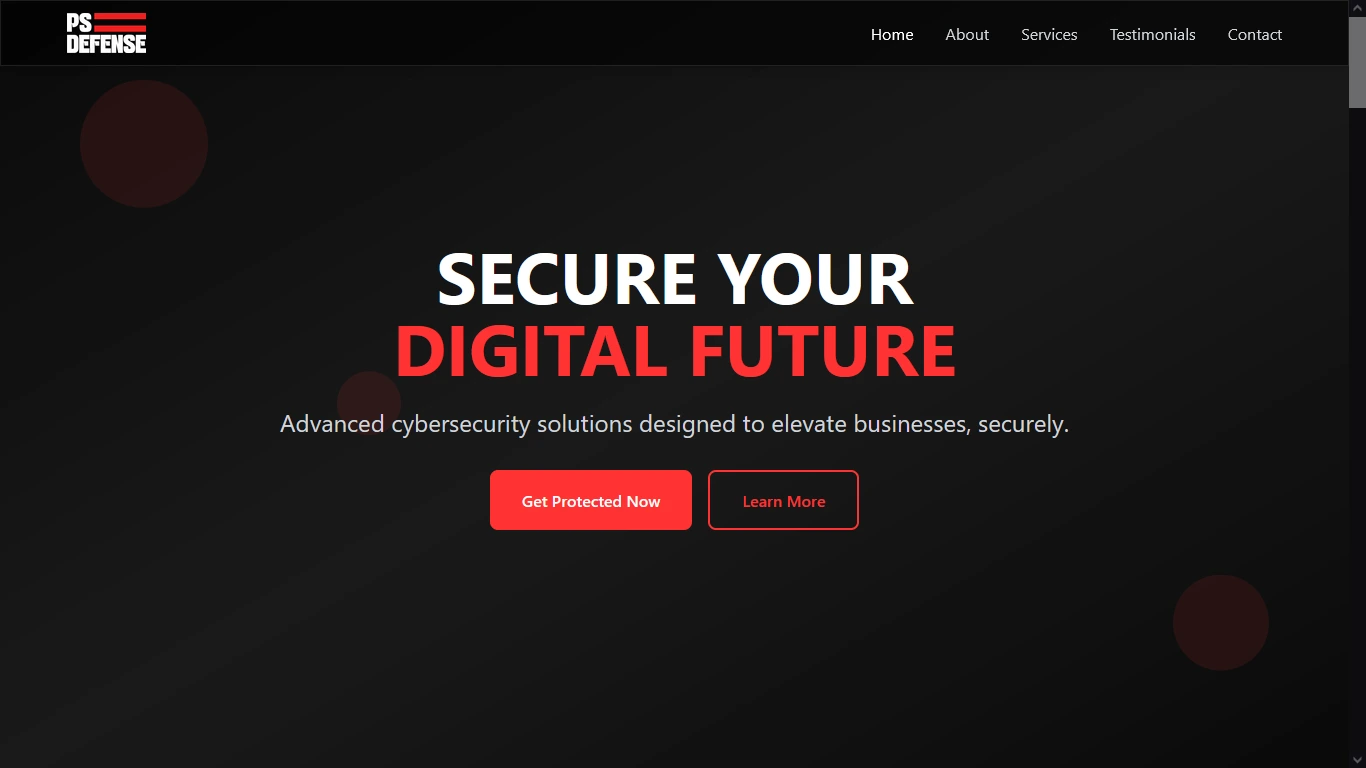 PS
DEFENSE
Home
About
Services
Testimonials
Contact
SECURE YOUR
DIGITAL FUTURE
Advanced cybersecurity solutions designed to elevate businesses, securely.
Get Protected Now
Learn More